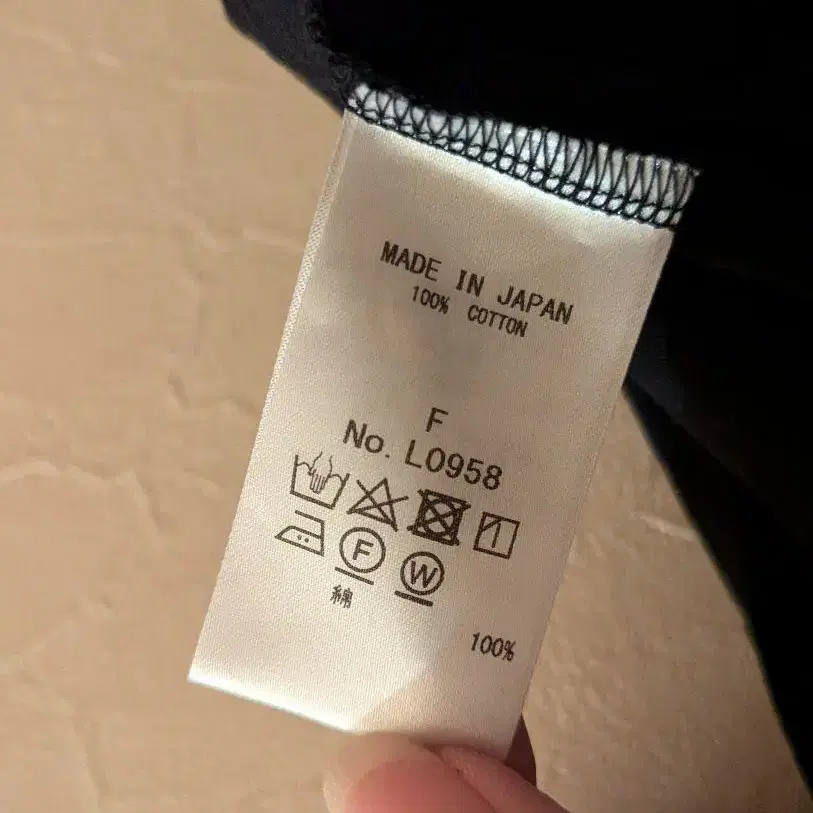 MADE IN JAPAN
100% COTTON
F
No. L0958
F W
綿 100%